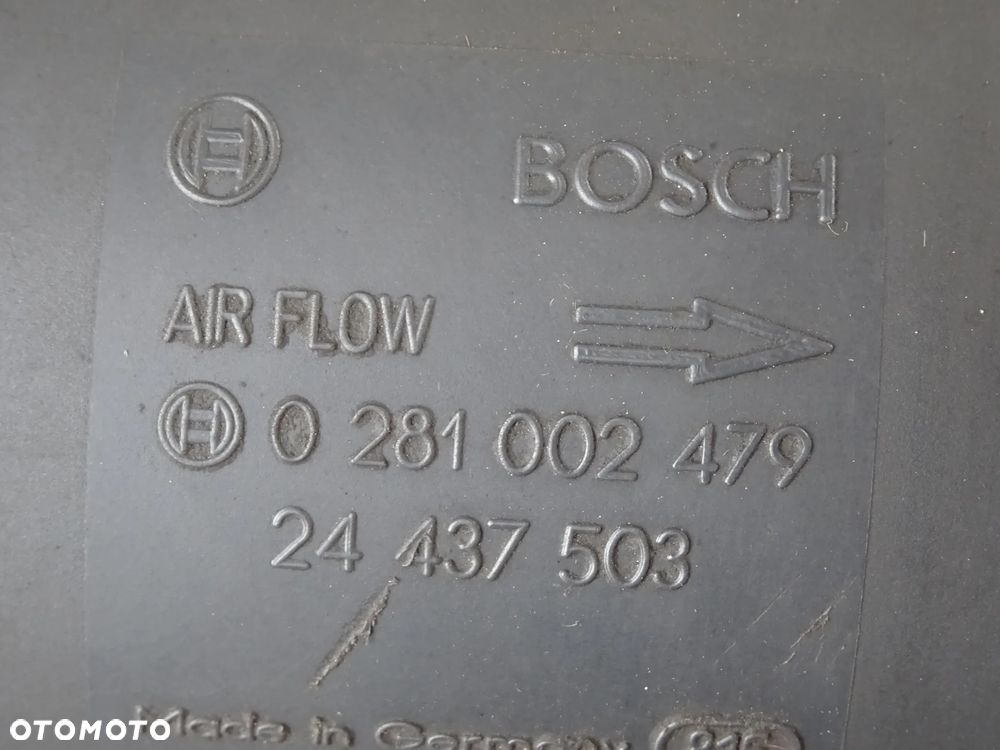 BOSCH
AIR FLOW
0 281 002 479
24 437 503
Made in Germany
OTOMOTO